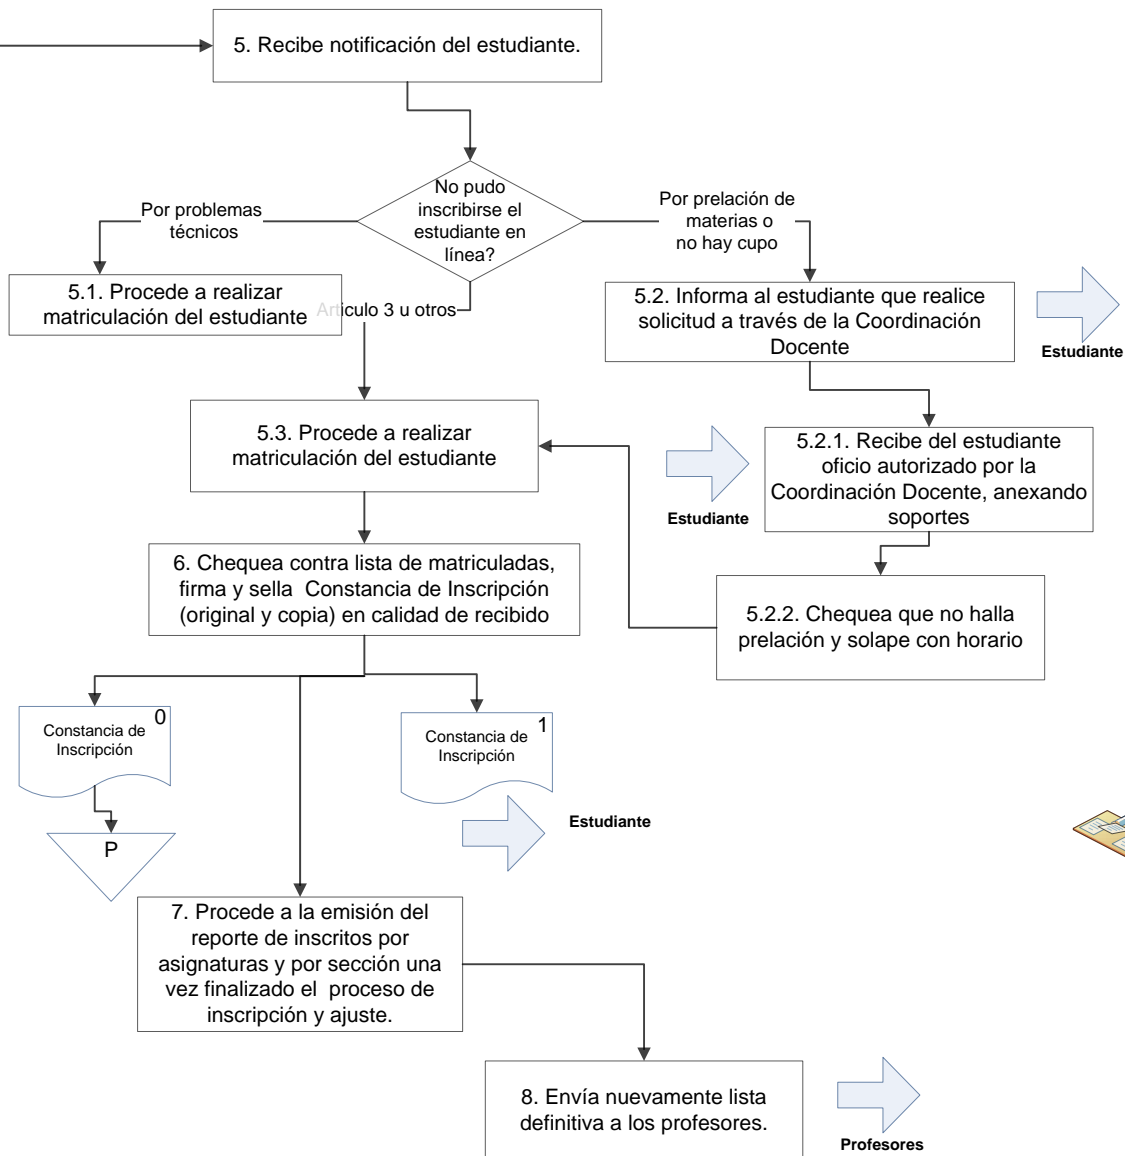 5. Recibe notificación del estudiante.
No pudo
inscribirse el
estudiante en
línea?
Por problemas
técnicos
Por prelación de
materias o
no hay cupo
5.1. Procede a realizar
matriculación del estudiante
Articulo 3 u otros
5.2. Informa al estudiante que realice
solicitud a través de la Coordinación
Docente
Estudiante
5.3. Procede a realizar
matriculación del estudiante
Estudiante
5.2.1. Recibe del estudiante
oficio autorizado por la
Coordinación Docente, anexando
soportes
6. Chequea contra lista de matriculadas,
firma y sella Constancia de Inscripción
(original y copia) en calidad de recibido
5.2.2. Chequea que no halla
prelación y solape con horario
0
Constancia de
Inscripción
1
Constancia de
Inscripción
Estudiante
P
7. Procede a la emisión del
reporte de inscritos por
asignaturas y por sección una
vez finalizado el proceso de
inscripción y ajuste.
8. Envía nuevamente lista
definitiva a los profesores.
Profesores